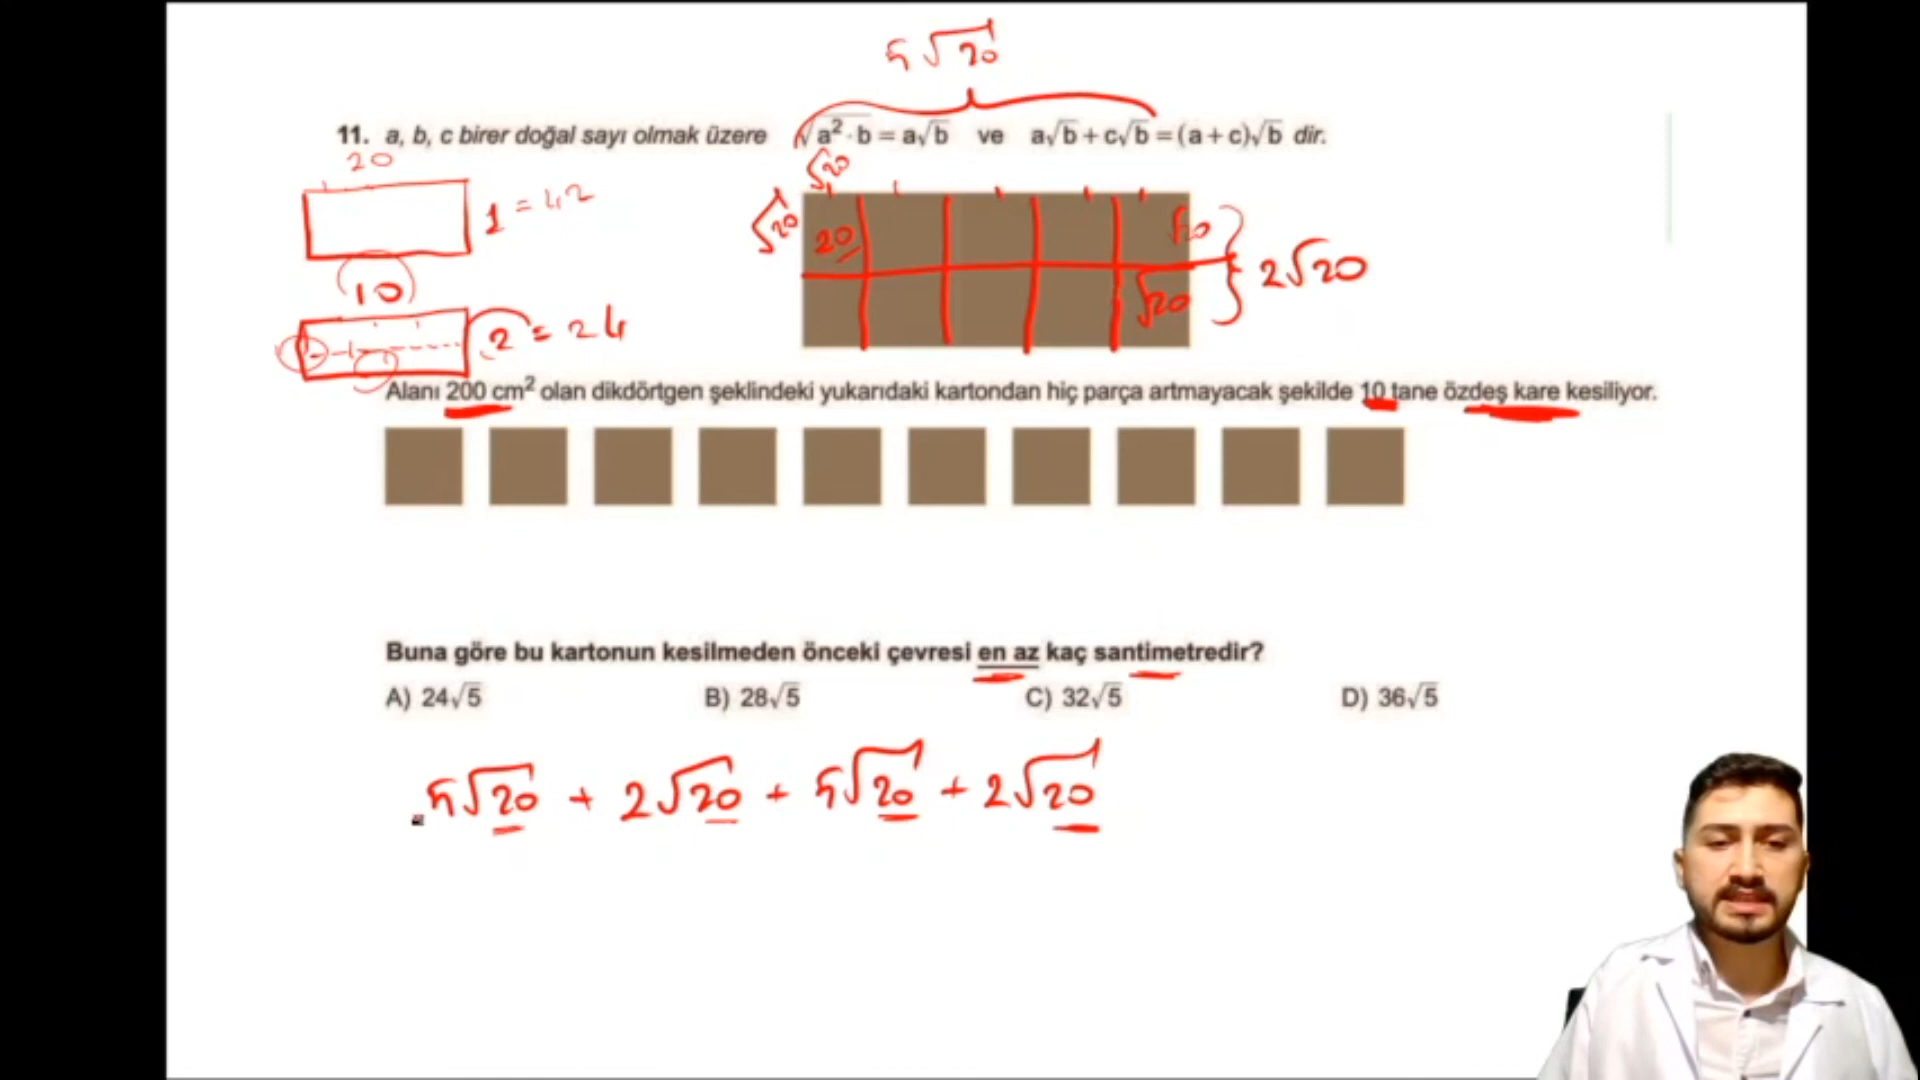 5√20
11. a, b, c birer doğal sayı olmak üzere √a²·b = a√b ve a√b + c√b = (a + c)√b dir.
20
1 = 42
10
2 = 24
√20
√20
20
√20
√20
2√20
Alanı 200 cm² olan dikdörtgen şeklindeki yukarıdaki kartondan hiç parça artmayacak şekilde 10 tane özdeş kare kesiliyor.
Buna göre bu kartonun kesilmeden önceki çevresi en az kaç santimetredir?
A) 24√5 B) 28√5 C) 32√5 D) 36√5
5√20 + 2√20 + 5√20 + 2√20